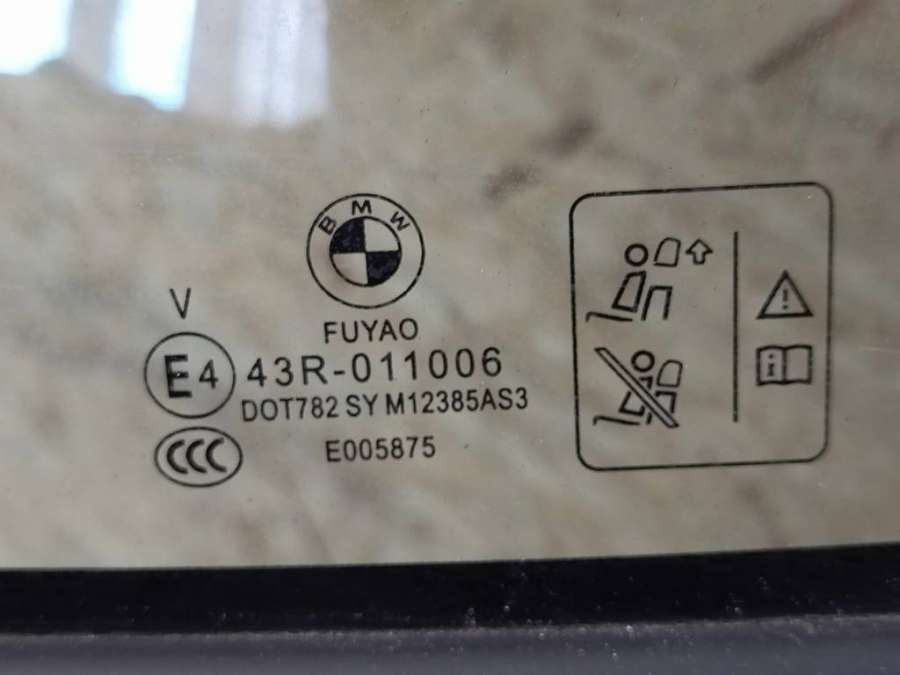 BMW
V
FUYAO
E4 43R-011006
DOT782 SY M12385AS3
CCC
E005875